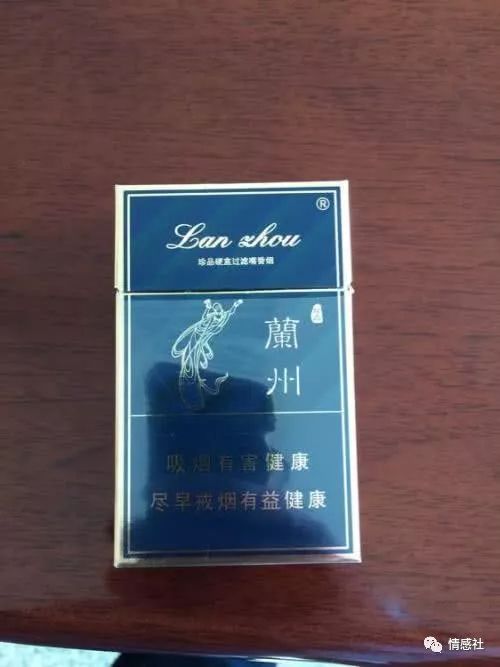 Lan zhou
®
珍品硬盒过滤嘴香烟
蘭州
吸烟有害健康
尽早戒烟有益健康
情感社